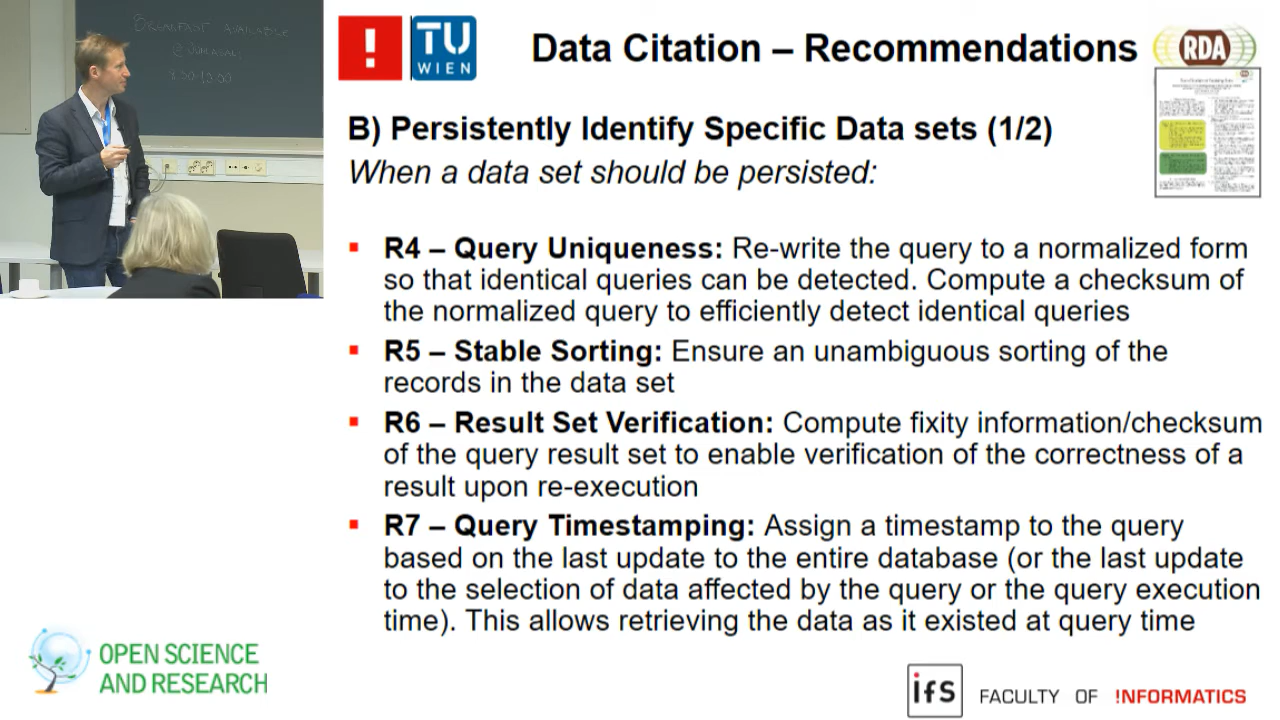 BREAKFAST AVAILABLE
@
! TU
WIEN
Data Citation – Recommendations
RDA
B) Persistently Identify Specific Data sets (1/2)
When a data set should be persisted:
▪ R4 – Query Uniqueness: Re-write the query to a normalized form
so that identical queries can be detected. Compute a checksum of
the normalized query to efficiently detect identical queries
▪ R5 – Stable Sorting: Ensure an unambiguous sorting of the
records in the data set
▪ R6 – Result Set Verification: Compute fixity information/checksum
of the query result set to enable verification of the correctness of a
result upon re-execution
▪ R7 – Query Timestamping: Assign a timestamp to the query
based on the last update to the entire database (or the last update
to the selection of data affected by the query or the query execution
time). This allows retrieving the data as it existed at query time
OPEN SCIENCE
AND RESEARCH
ifs
FACULTY OF !NFORMATICS